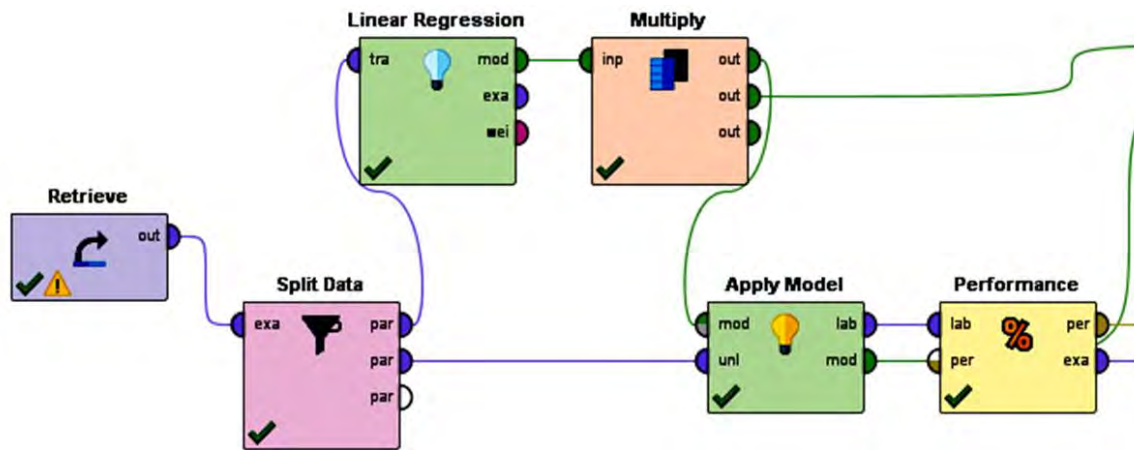 Linear Regression
tra
mod
exa
■ei
Multiply
inp
out
out
out
Retrieve
out
Split Data
exa
par
par
par
Apply Model
mod
unl
lab
mod
Performance
lab
per
%
per
exa